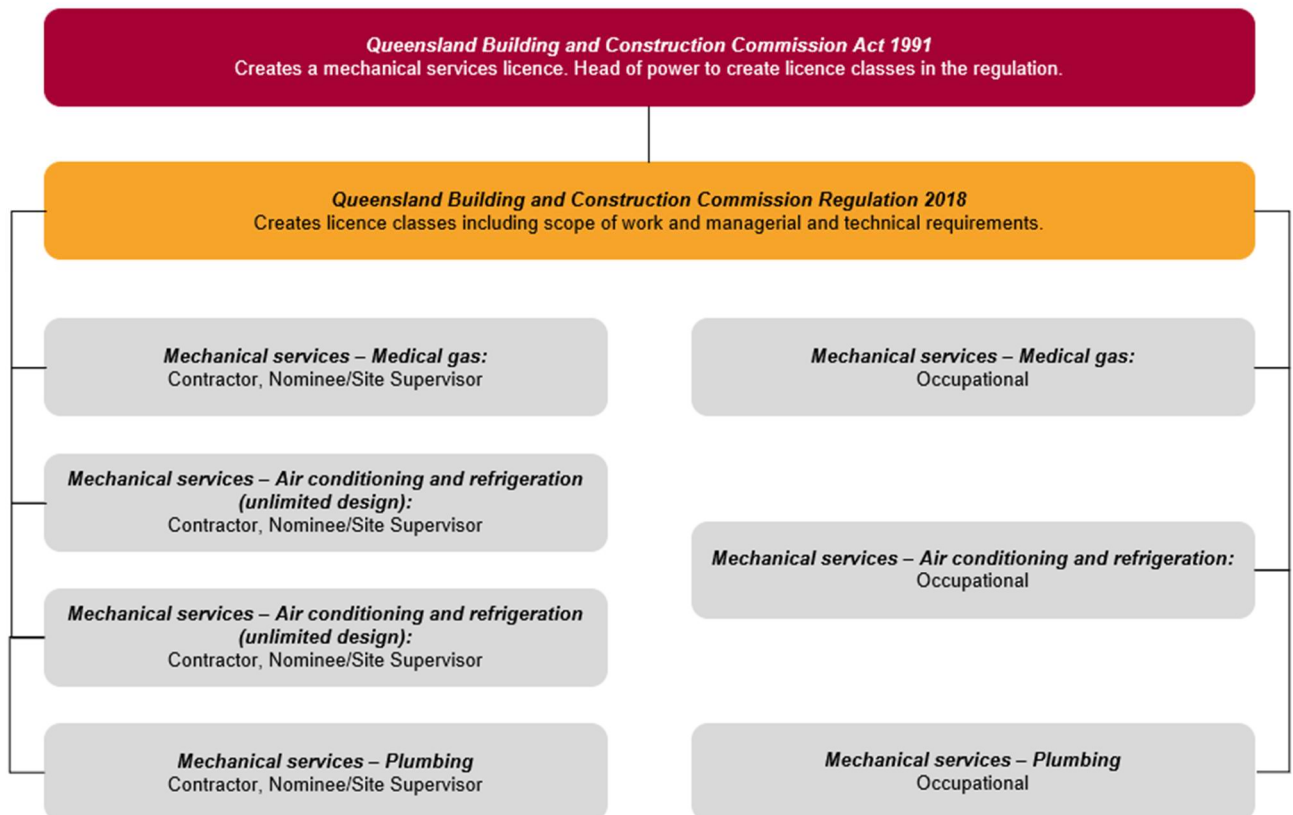 Queensland Building and Construction Commission Act 1991
Creates a mechanical services licence. Head of power to create licence classes in the regulation.
Queensland Building and Construction Commission Regulation 2018
Creates licence classes including scope of work and managerial and technical requirements.
Mechanical services – Medical gas:
Contractor, Nominee/Site Supervisor
Mechanical services – Air conditioning and refrigeration
(unlimited design):
Contractor, Nominee/Site Supervisor
Mechanical services – Air conditioning and refrigeration
(unlimited design):
Contractor, Nominee/Site Supervisor
Mechanical services – Plumbing
Contractor, Nominee/Site Supervisor
Mechanical services – Medical gas:
Occupational
Mechanical services – Air conditioning and refrigeration:
Occupational
Mechanical services – Plumbing
Occupational